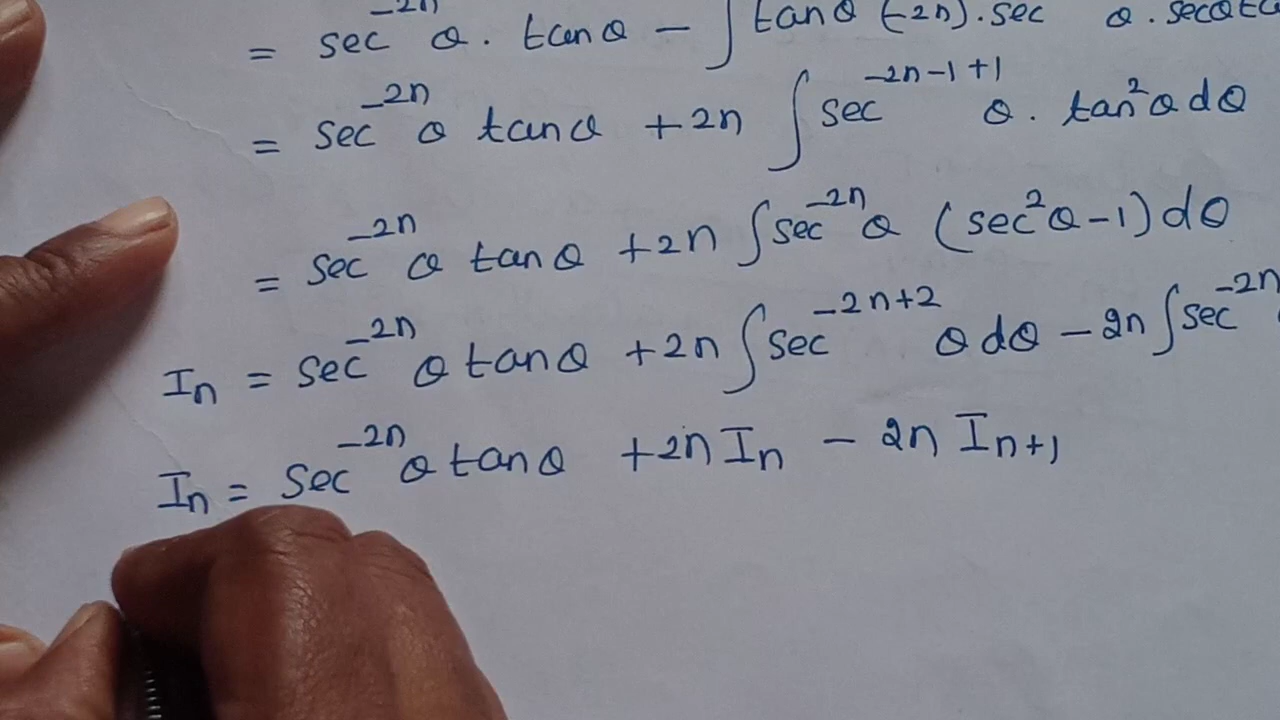 = sec^-2n θ . tanθ - ∫ tanθ (-2n) . sec θ . secθ
= sec^-2n θ tanθ + 2n ∫ sec^-2n-1+1 θ . tan²θ dθ
= sec^-2n θ tanθ + 2n ∫ sec^-2n θ (sec²θ-1) dθ
In = sec^-2n θ tanθ + 2n ∫ sec^-2n+2 θ dθ - 2n ∫ sec^-2n
In = sec^-2n θ tanθ + 2n In - 2n In+1